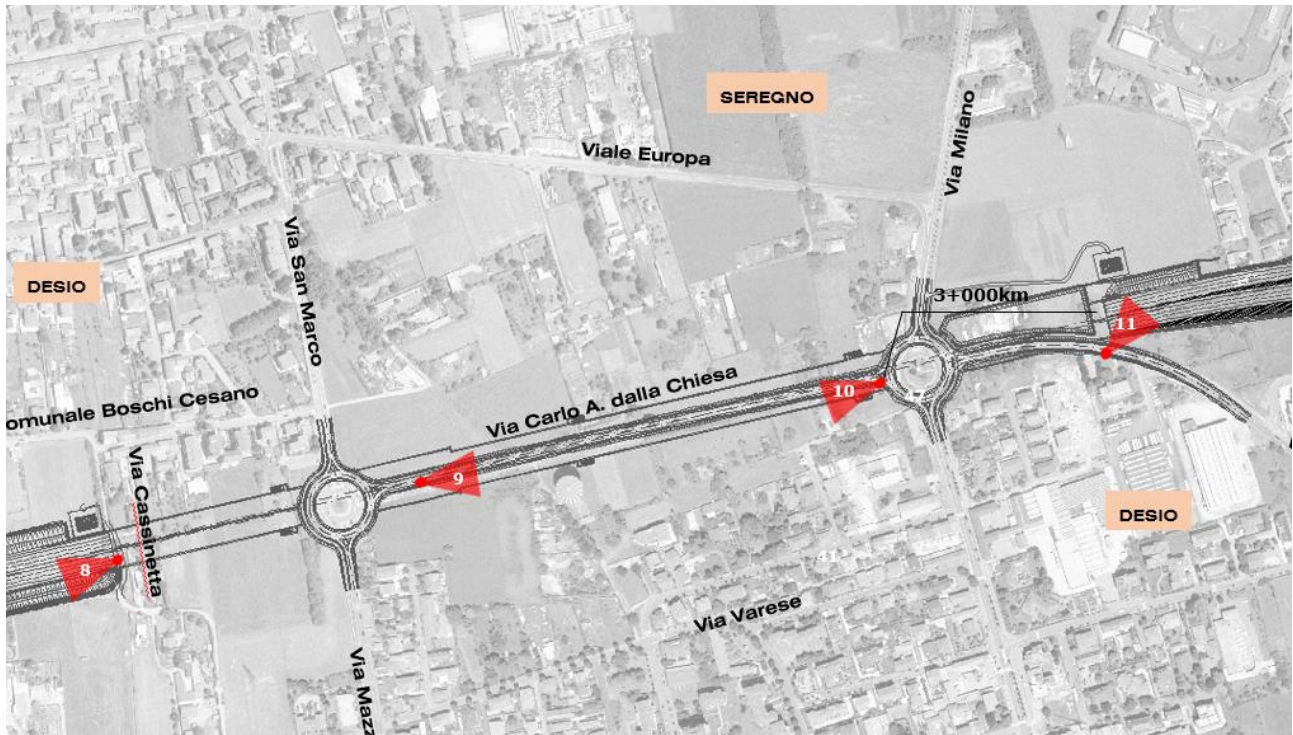 SEREGNO
Viale Europa
Via Milano
Via San Marco
DESIO
3+000km
11
Via Carlo A. dalla Chiesa
10
omunale Boschi Cesano
9
Via Cassinetta
8
DESIO
Via Varese
Via Mazz